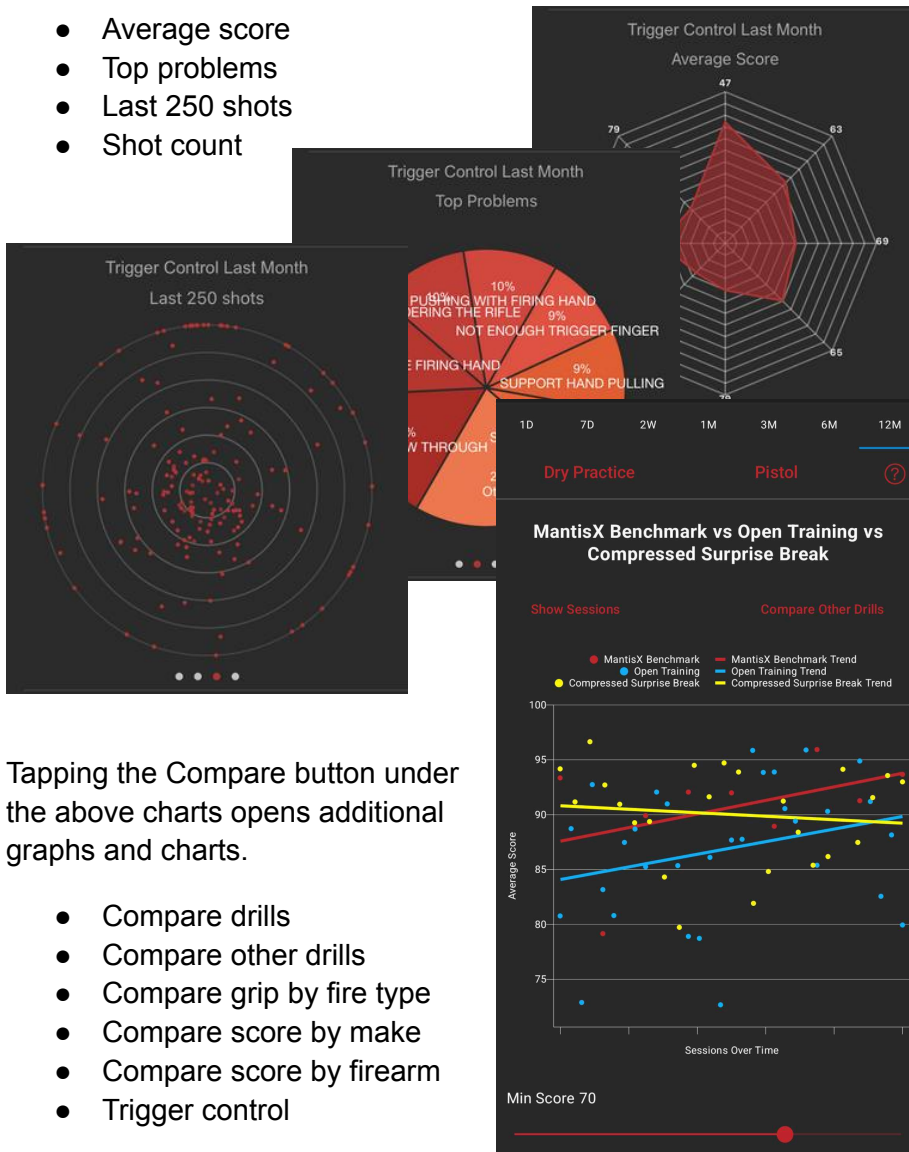 ● Average score
● Top problems
● Last 250 shots
● Shot count
Trigger Control Last Month
Average Score
47
63
69
65
79
Trigger Control Last Month
Top Problems
10%
PUSHING WITH FIRING HAND
10%
THE RIFLE
9%
NOT ENOUGH TRIGGER FINGER
FIRING HAND
9%
SUPPORT HAND PULLING
THROUGH
Trigger Control Last Month
Last 250 shots
1D 7D 2W 1M 3M 6M 12M
Dry Practice Pistol ?
MantisX Benchmark vs Open Training vs
Compressed Surprise Break
Show Sessions Compare Other Drills
MantisX Benchmark MantisX Benchmark Trend
Open Training Open Training Trend
Compressed Surprise Break Compressed Surprise Break Trend
100
95
90
85
80
75
Average Score
Sessions Over Time
Min Score 70
Tapping the Compare button under
the above charts opens additional
graphs and charts.
● Compare drills
● Compare other drills
● Compare grip by fire type
● Compare score by make
● Compare score by firearm
● Trigger control